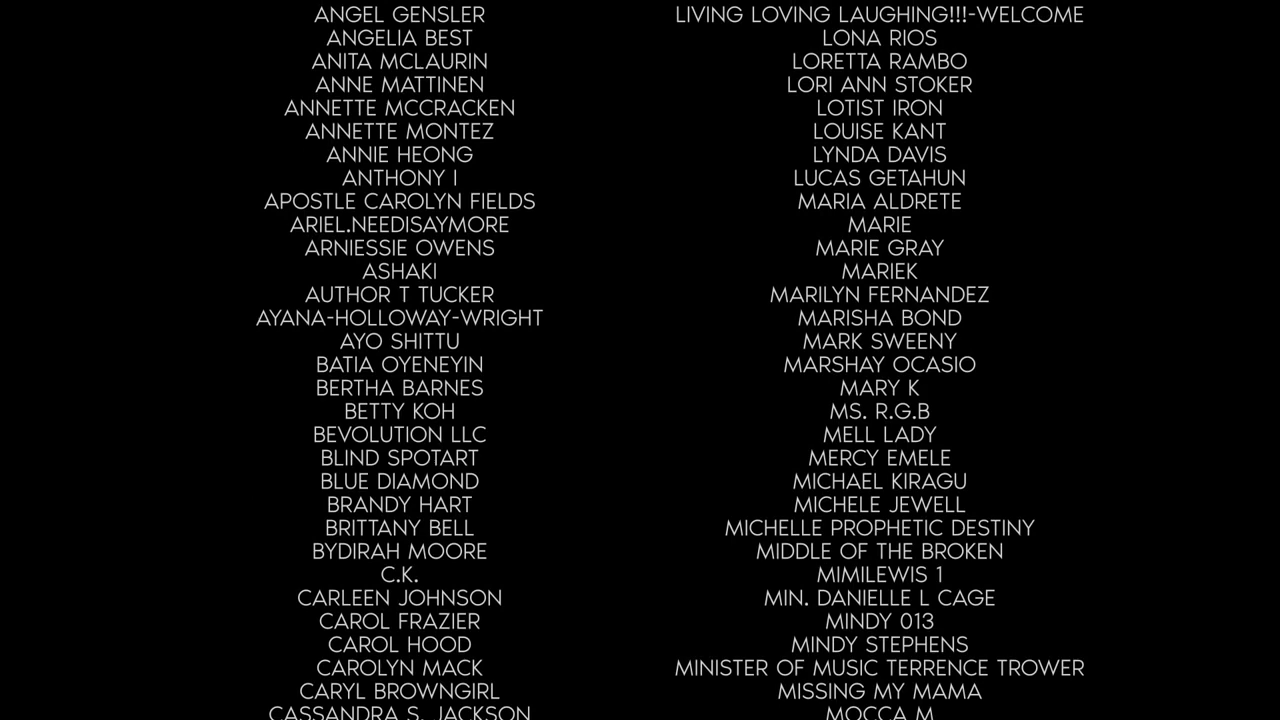 ANGEL GENSLER
ANGELIA BEST
ANITA MCLAURIN
ANNE MATTINEN
ANNETTE MCCRACKEN
ANNETTE MONTEZ
ANNIE HEONG
ANTHONY I
APOSTLE CAROLYN FIELDS
ARIEL.NEEDISAYMORE
ARNIESSIE OWENS
ASHAKI
AUTHOR T TUCKER
AYANA-HOLLOWAY-WRIGHT
AYO SHITTU
BATIA OYENEYIN
BERTHA BARNES
BETTY KOH
BEVOLUTION LLC
BLIND SPOTART
BLUE DIAMOND
BRANDY HART
BRITTANY BELL
BYDIRAH MOORE
C.K.
CARLEEN JOHNSON
CAROL FRAZIER
CAROL HOOD
CAROLYN MACK
CARYL BROWNGIRL
CASSANDRA S. JACKSON
LIVING LOVING LAUGHING!!!-WELCOME
LONA RIOS
LORETTA RAMBO
LORI ANN STOKER
LOTIST IRON
LOUISE KANT
LYNDA DAVIS
LUCAS GETAHUN
MARIA ALDRETE
MARIE
MARIE GRAY
MARIEK
MARILYN FERNANDEZ
MARISHA BOND
MARK SWEENY
MARSHAY OCASIO
MARY K
MS. R.G.B
MELL LADY
MERCY EMELE
MICHAEL KIRAGU
MICHELE JEWELL
MICHELLE PROPHETIC DESTINY
MIDDLE OF THE BROKEN
MIMILEWIS 1
MIN. DANIELLE L CAGE
MINDY 013
MINDY STEPHENS
MINISTER OF MUSIC TERRENCE TROWER
MISSING MY MAMA
MOCCA M